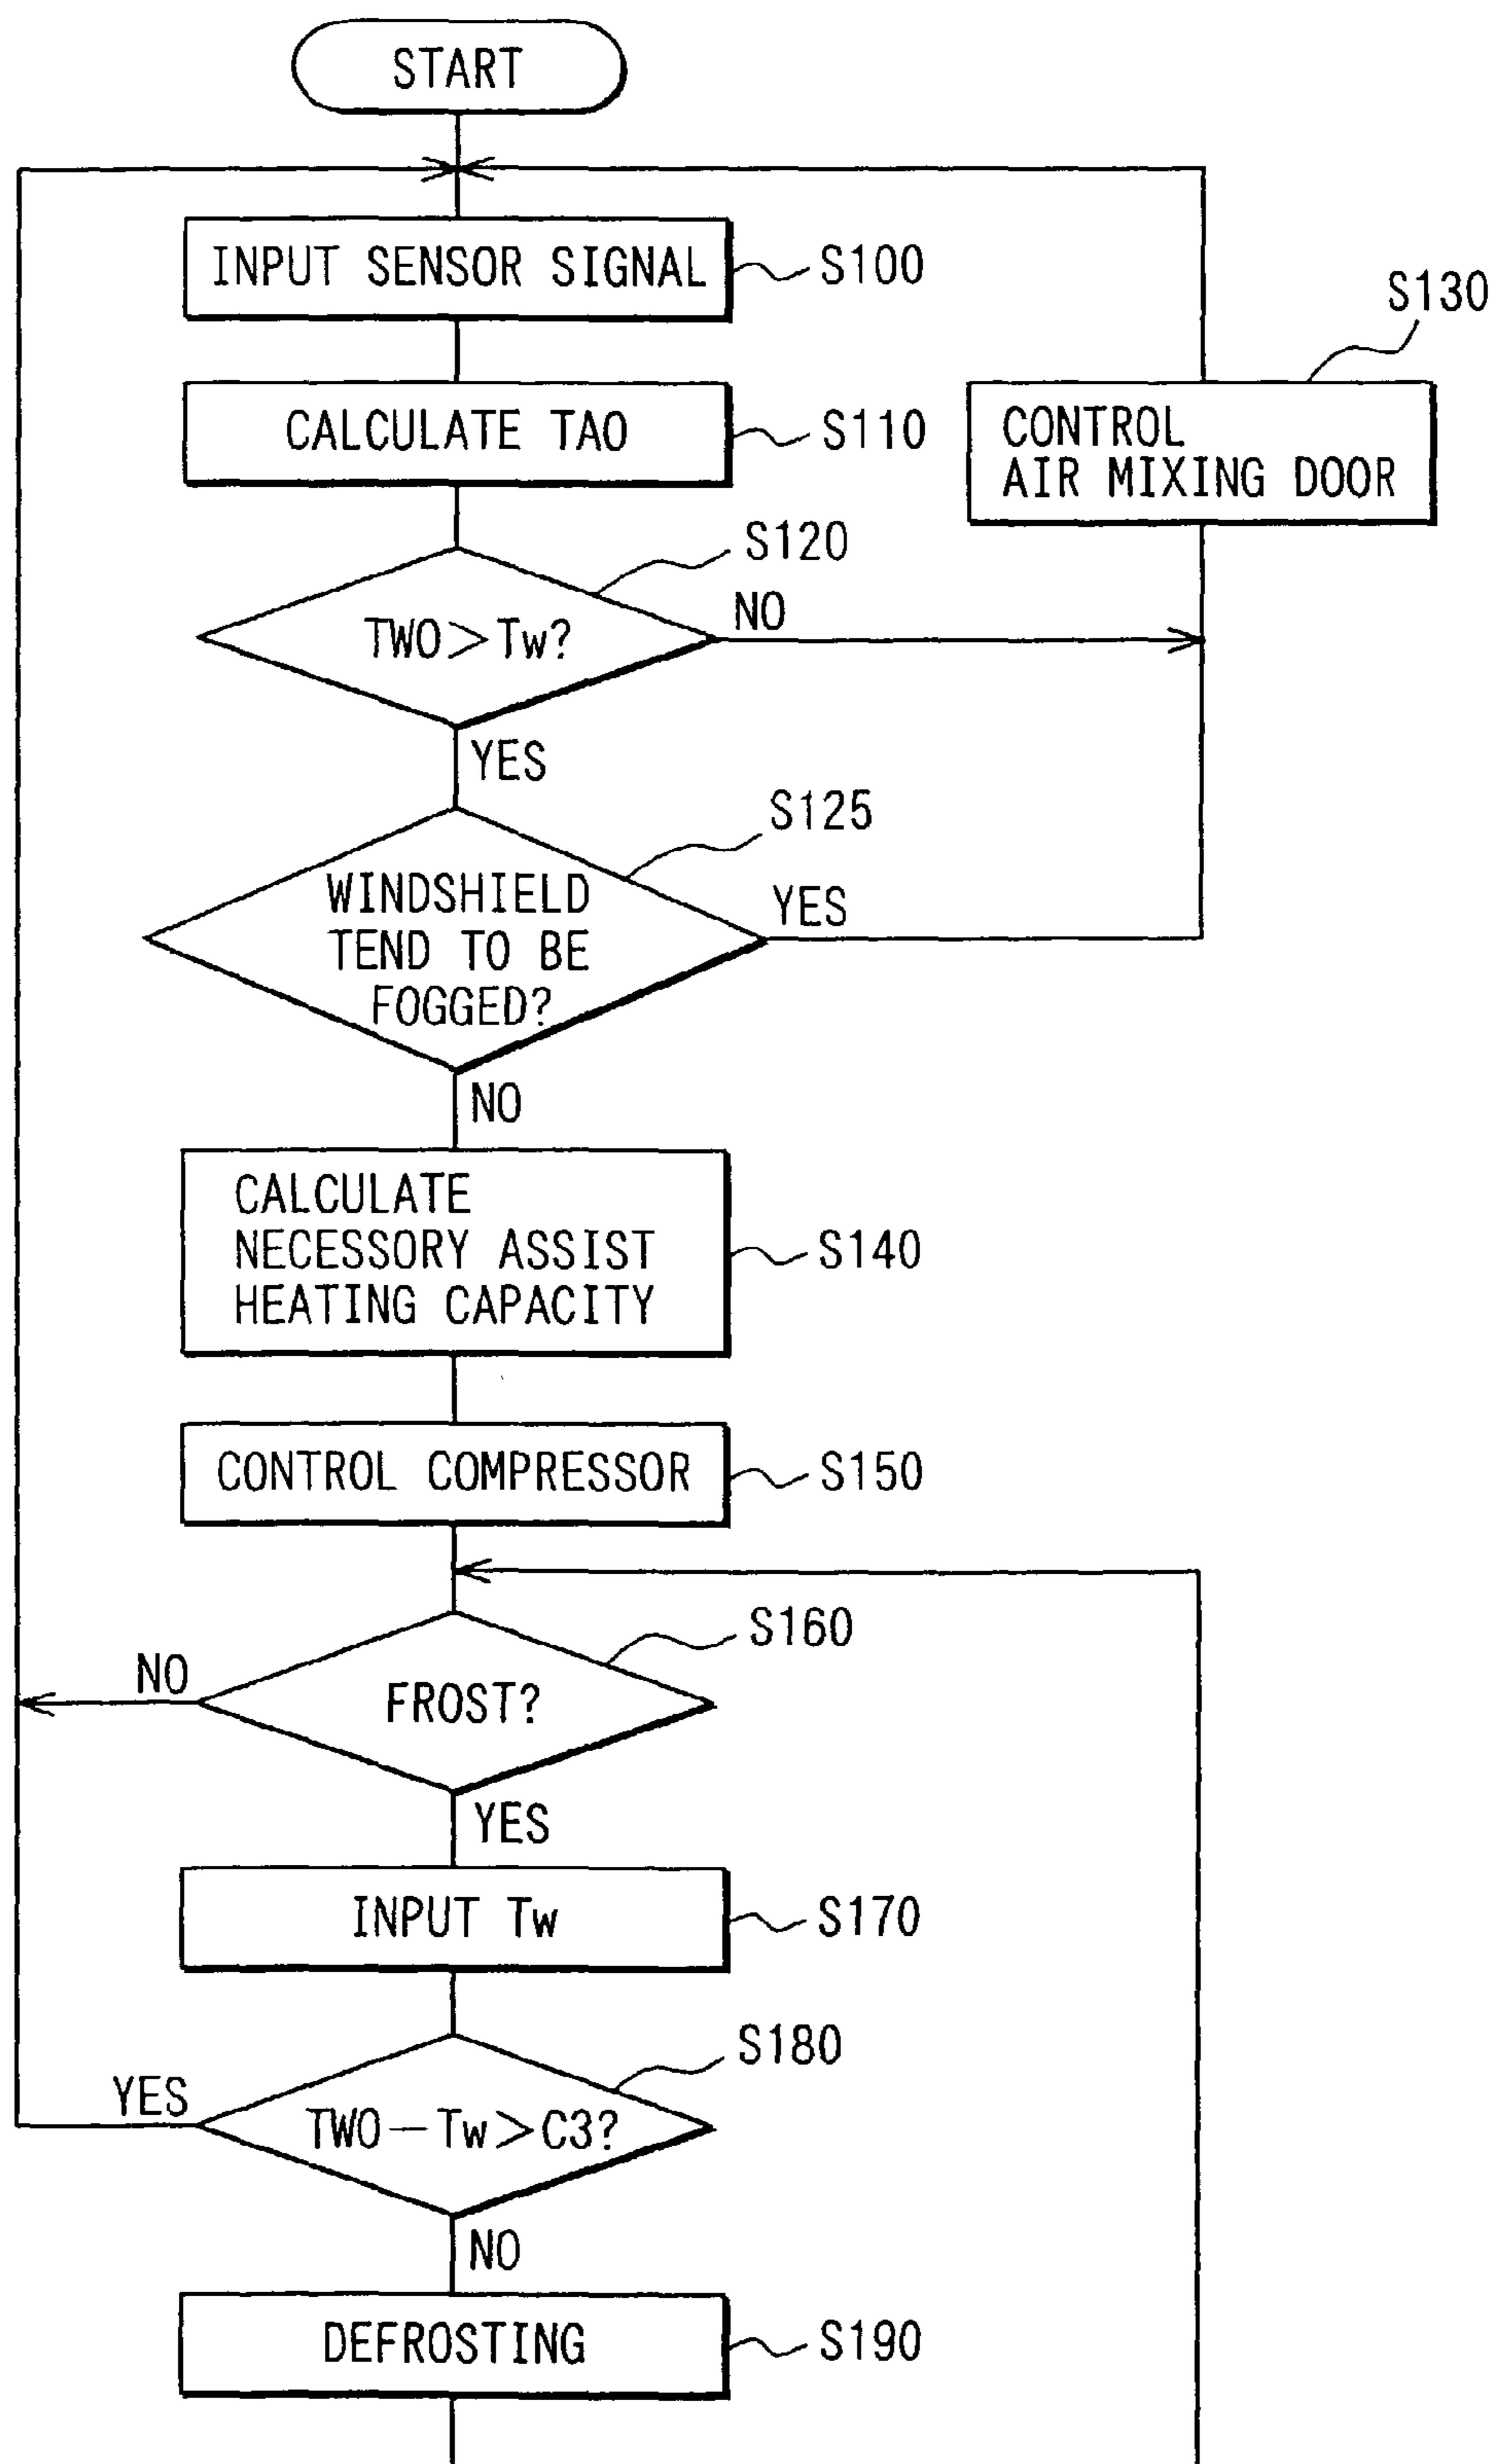 START
INPUT SENSOR SIGNAL
S100
S130
CALCULATE TAO
S110
CONTROL
AIR MIXING DOOR
S120
TWO>Tw?
NO
YES
S125
WINDSHIELD
TEND TO BE
FOGGED?
YES
NO
CALCULATE
NECESSARY ASSIST
HEATING CAPACITY
S140
CONTROL COMPRESSOR
S150
S160
NO
FROST?
YES
INPUT Tw
S170
S180
YES
TWO-Tw>C3?
NO
DEFROSTING
S190